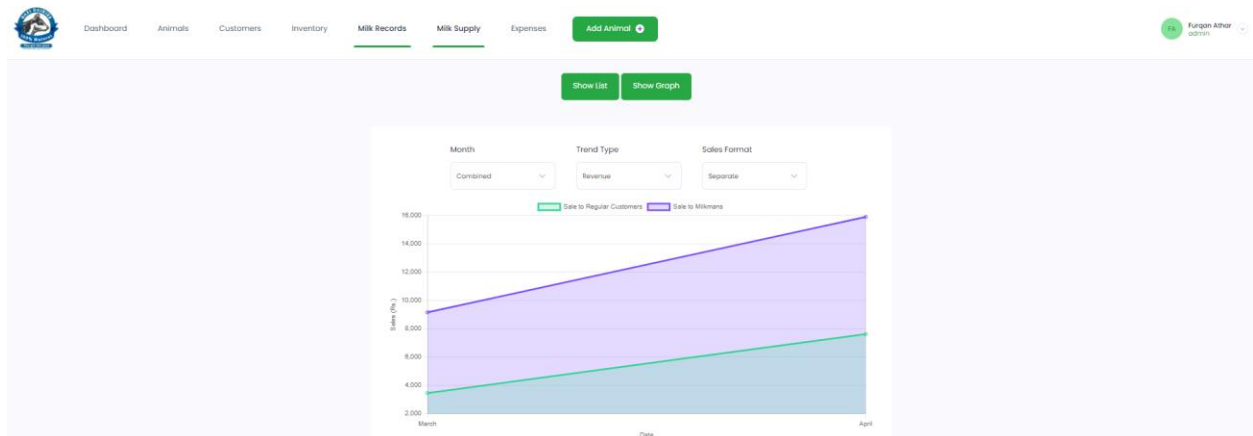 Dashboard Animals Customers Inventory Milk Records Milk Supply Expenses Add Animal
FA Furqan Athar
admin
Show List Show Graph
Month Trend Type Sales Format
Combined Revenue Separate
Sale to Regular Customers Sale to Milkmans
16,000
14,000
12,000
10,000
8,000
6,000
4,000
2,000
Sales (Rs.)
March April
Date